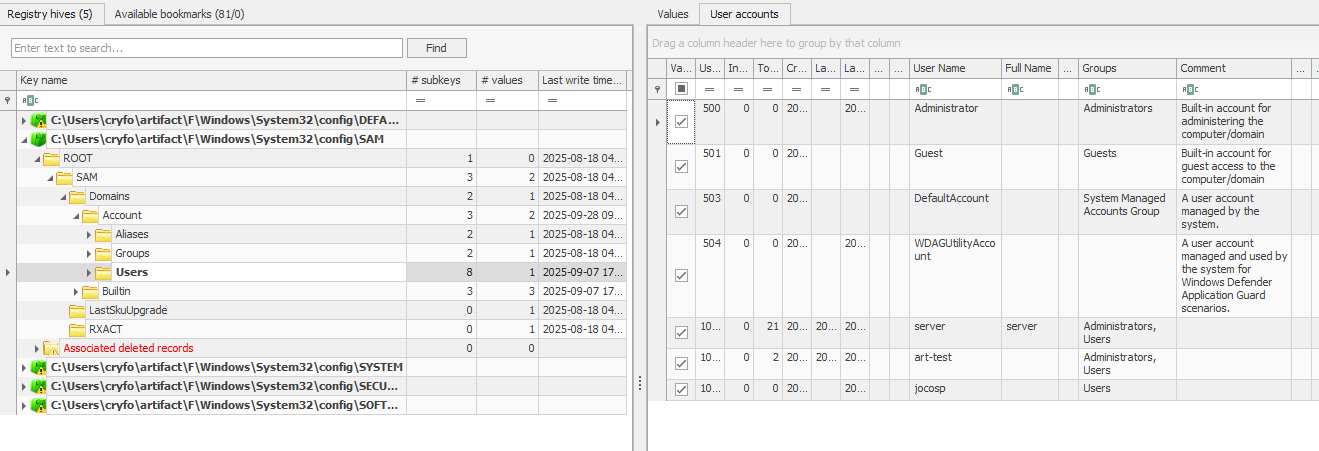 Registry hives (5)
Available bookmarks (81/0)
Enter text to search...
Find
Key name
# subkeys
# values
Last write time...
ABC
=
=
=
C:\Users\cryfo\artifact\F\Windows\System32\config\DEFA...
C:\Users\cryfo\artifact\F\Windows\System32\config\SAM
ROOT 1 0 2025-08-18 04...
SAM 3 2 2025-08-18 04...
Domains 2 1 2025-08-18 04...
Account 3 2 2025-09-28 09...
Aliases 2 1 2025-08-18 04...
Groups 2 1 2025-08-18 04...
Users 8 1 2025-09-07 17...
Builtin 3 3 2025-09-07 17...
LastSkuUpgrade 0 1 2025-08-18 04...
RXACT 0 1 2025-08-18 04...
Associated deleted records 0 0
C:\Users\cryfo\artifact\F\Windows\System32\config\SYSTEM
C:\Users\cryfo\artifact\F\Windows\System32\config\SECU...
C:\Users\cryfo\artifact\F\Windows\System32\config\SOFT...
Values
User accounts
Drag a column header here to group by that column
Va... Us... In... To... Cr... La... La... ... ... User Name Full Name ... Groups Comment ... ...
= = = = = = ABC ABC ABC ABC
500 0 0 20... 20... Administrator Administrators Built-in account for
administering the
computer/domain
501 0 0 20... Guest Guests Built-in account for
guest access to the
computer/domain
503 0 0 20... DefaultAccount System Managed
Accounts Group
A user account
managed by the
system.
504 0 0 20... 20... WDAGUtilityAcco
unt
A user account
managed and used by
the system for
Windows Defender
Application Guard
scenarios.
10... 0 21 20... 20... 20... server server Administrators,
Users
10... 0 2 20... 20... 20... art-test Administrators,
Users
10... 0 0 20... 20... jocosp Users